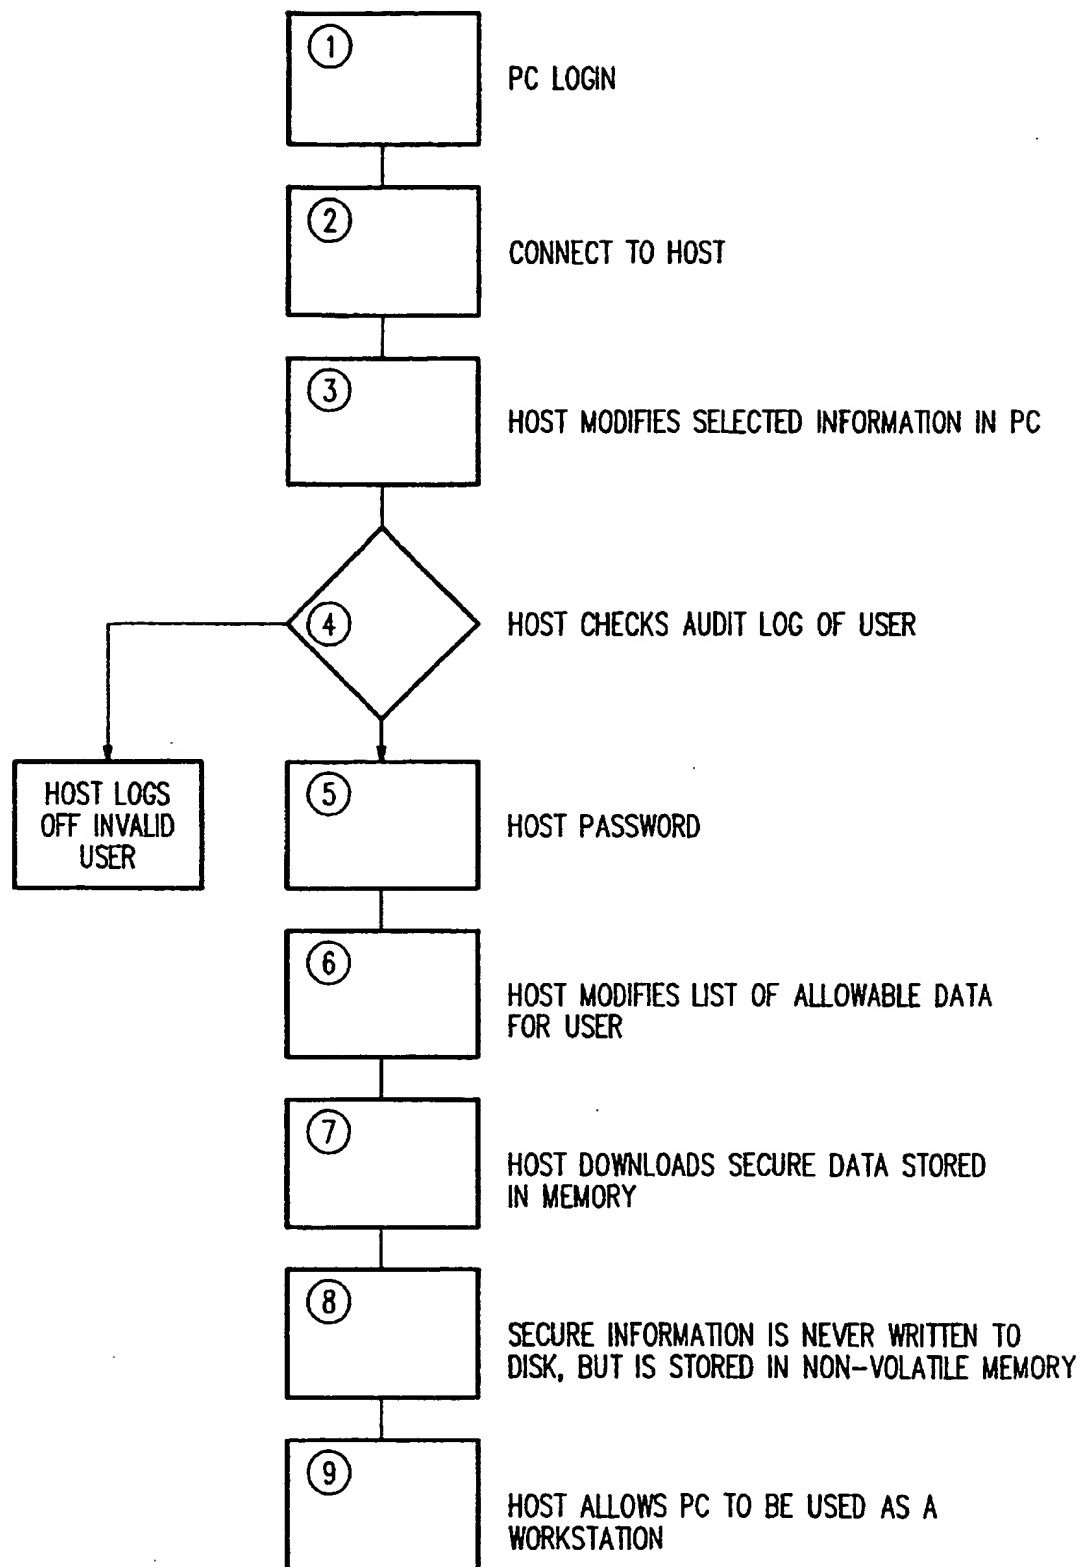 1
PC LOGIN
2
CONNECT TO HOST
3
HOST MODIFIES SELECTED INFORMATION IN PC
4
HOST CHECKS AUDIT LOG OF USER
HOST LOGS
OFF INVALID
USER
5
HOST PASSWORD
6
HOST MODIFIES LIST OF ALLOWABLE DATA
FOR USER
7
HOST DOWNLOADS SECURE DATA STORED
IN MEMORY
8
SECURE INFORMATION IS NEVER WRITTEN TO
DISK, BUT IS STORED IN NON-VOLATILE MEMORY
9
HOST ALLOWS PC TO BE USED AS A
WORKSTATION